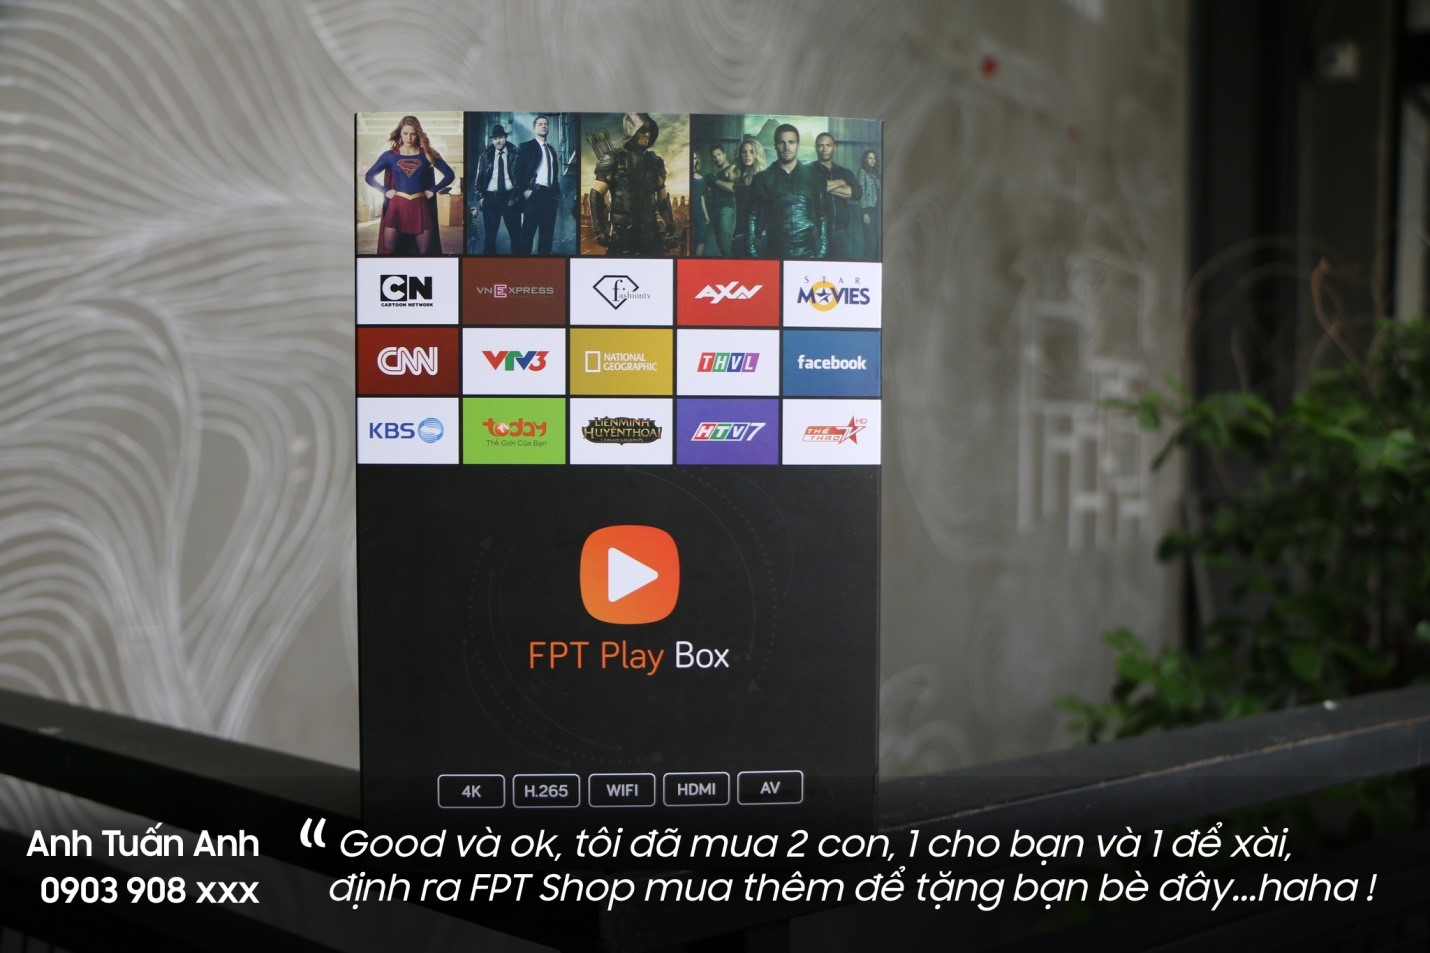 CN
CARTOON NETWORK
VNEXPRESS
fashiontv
AXN
STAR
MOVIES
CNN
VTV3
NATIONAL
GEOGRAPHIC
THVL
facebook
KBS
today
Thế Giới Của Bạn
LIÊN MINH
HUYỀN THOẠI
HTV7
THỂ
THAO
HD
FPT Play Box
4K
H.265
WIFI
HDMI
AV
Anh Tuấn Anh
0903 908 xxx
“ Good và ok, tôi đã mua 2 con, 1 cho bạn và 1 để xài,
định ra FPT Shop mua thêm để tặng bạn bè đây...haha !